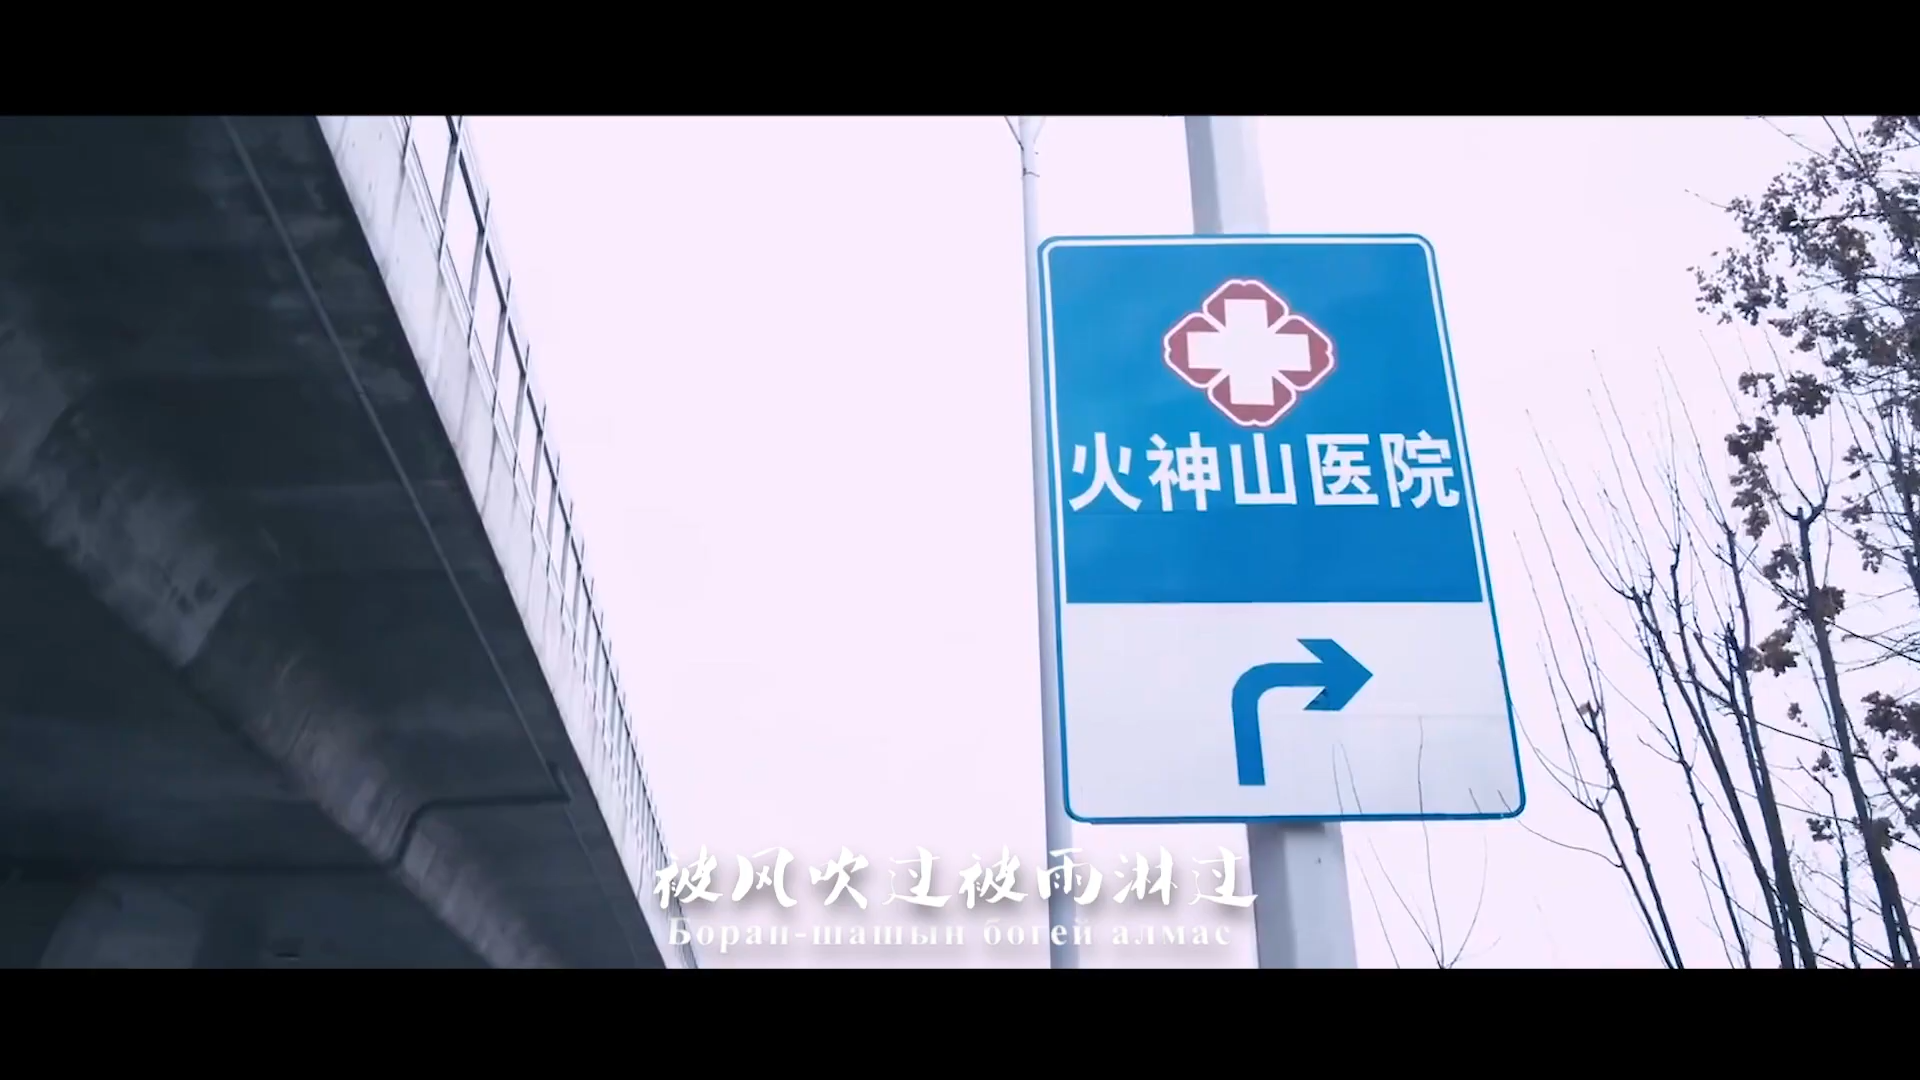 火神山医院
被风吹过被雨淋过
Боран-шашын бөгей алмас